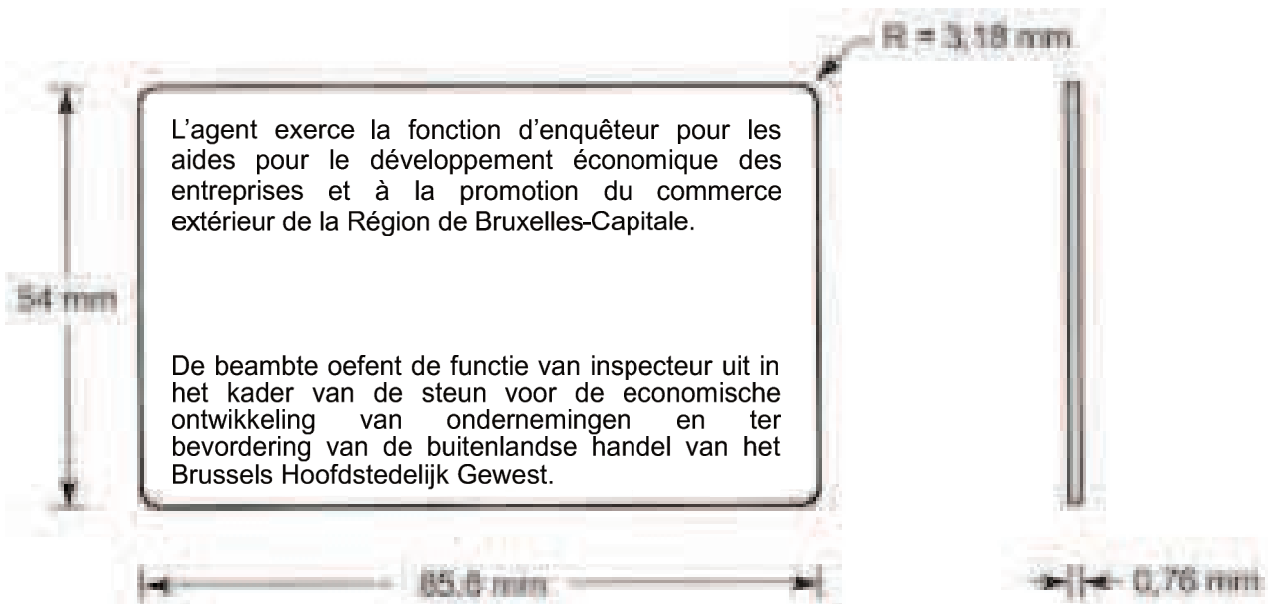 R = 3,18 mm
L’agent exerce la fonction d’enquêteur pour les
aides pour le développement économique des
entreprises et à la promotion du commerce
extérieur de la Région de Bruxelles-Capitale.
54 mm
De beambte oefent de functie van inspecteur uit in
het kader van de steun voor de economische
ontwikkeling van ondernemingen en ter
bevordering van de buitenlandse handel van het
Brussels Hoofdstedelijk Gewest.
85,6 mm
0,76 mm